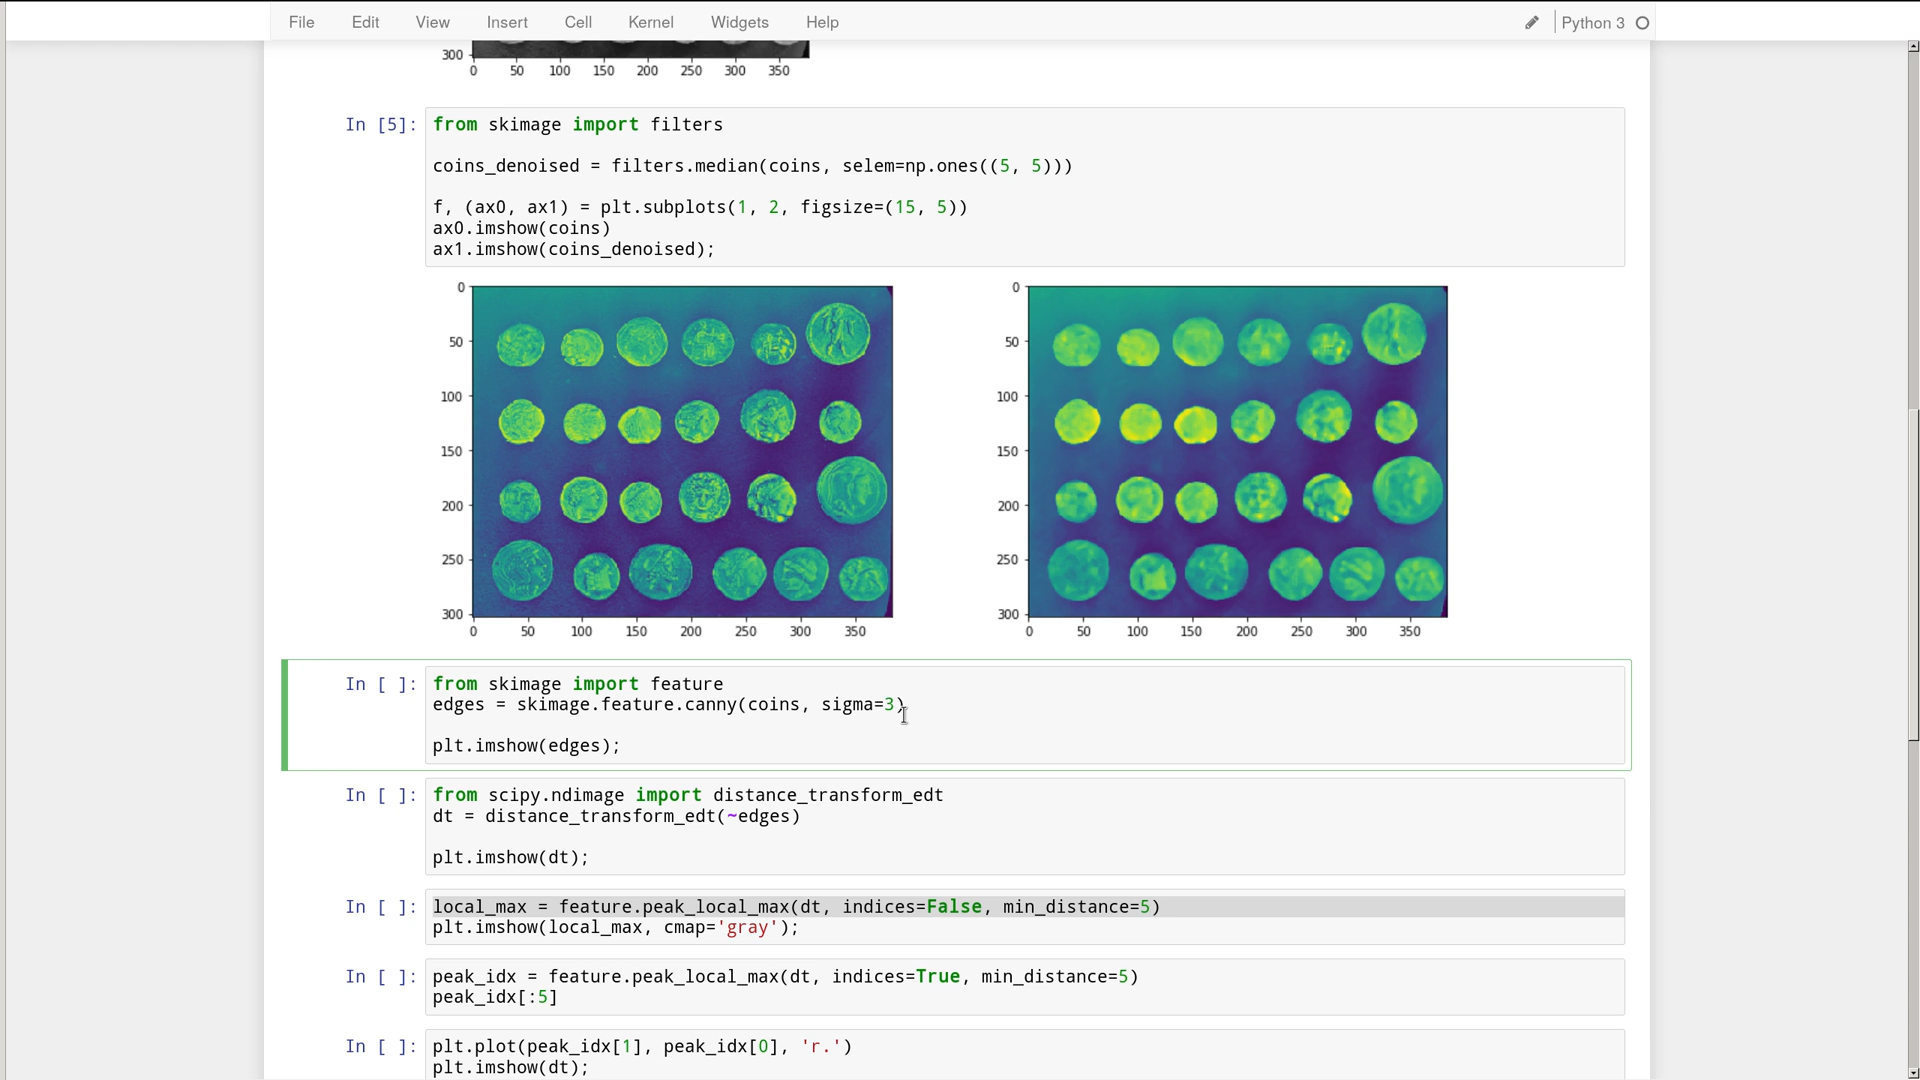 File Edit View Insert Cell Kernel Widgets Help Python 3
300
0 50 100 150 200 250 300 350
In [5]: from skimage import filters
coins_denoised = filters.median(coins, selem=np.ones((5, 5)))
f, (ax0, ax1) = plt.subplots(1, 2, figsize=(15, 5))
ax0.imshow(coins)
ax1.imshow(coins_denoised);
0
50
100
150
200
250
300
0 50 100 150 200 250 300 350
0
50
100
150
200
250
300
0 50 100 150 200 250 300 350
In [ ]: from skimage import feature
edges = skimage.feature.canny(coins, sigma=3)
plt.imshow(edges);
In [ ]: from scipy.ndimage import distance_transform_edt
dt = distance_transform_edt(~edges)
plt.imshow(dt);
In [ ]: local_max = feature.peak_local_max(dt, indices=False, min_distance=5)
plt.imshow(local_max, cmap='gray');
In [ ]: peak_idx = feature.peak_local_max(dt, indices=True, min_distance=5)
peak_idx[:5]
In [ ]: plt.plot(peak_idx[1], peak_idx[0], 'r.')
plt.imshow(dt);